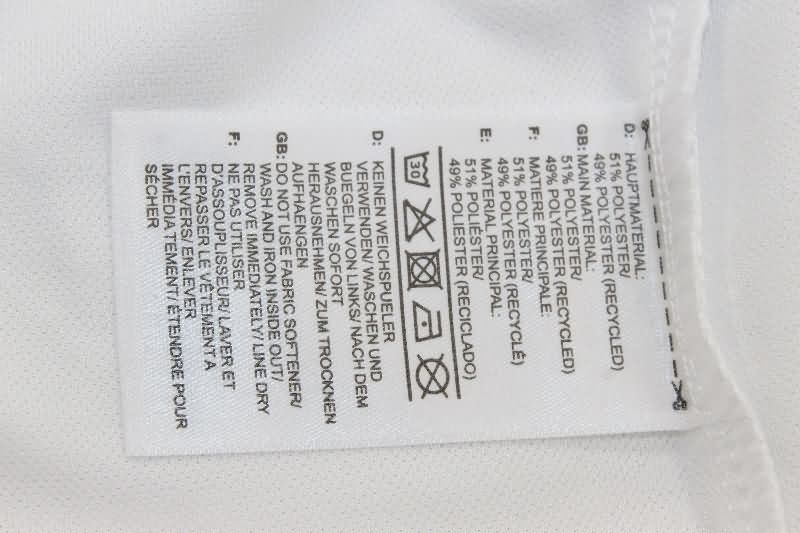 D: HAUPTMATERIAL:
51% POLYESTER/
49% POLYESTER (RECYCLED)
GB: MAIN MATERIAL:
51% POLYESTER/
49% POLYESTER (RECYCLED)
F: MATIERE PRINCIPALE:
51% POLYESTER/
49% POLYESTER (RECYCLÉ)
E: MATERIAL PRINCIPAL:
51% POLIÉSTER/
49% POLIÉSTER (RECICLADO)
30
D: KEINEN WEICHSPUELER
VERWENDEN/ WASCHEN UND
BUEGELN VON LINKS/ NACH DEM
WASCHEN SOFORT
HERAUSNEHMEN/ ZUM TROCKNEN
AUFHAENGEN
GB: DO NOT USE FABRIC SOFTENER/
WASH AND IRON INSIDE OUT/
REMOVE IMMEDIATELY/ LINE DRY
F: NE PAS UTILISER
D'ASSOUPLISSEUR/ LAVER ET
REPASSER LE VÊTEMENT A
L'ENVERS/ ENLEVER
IMMÉDIA TEMENT/ ÉTENDRE POUR
SÉCHER